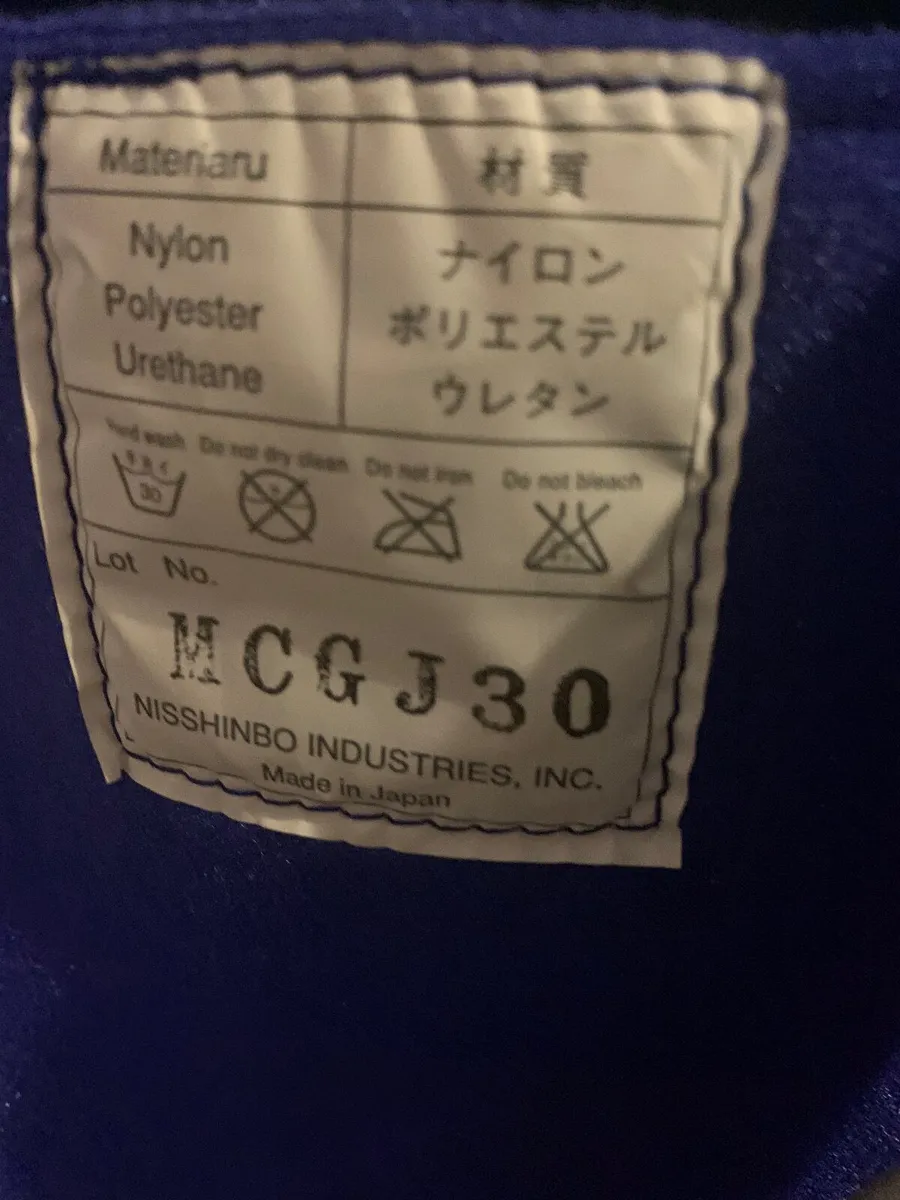 Materiaru 材質
Nylon ナイロン
Polyester ポリエステル
Urethane ウレタン
wash Do not dry clean Do not iron Do not bleach
30
Lot No.
MCGJ30
NISSHINBO INDUSTRIES, INC.
Made in Japan